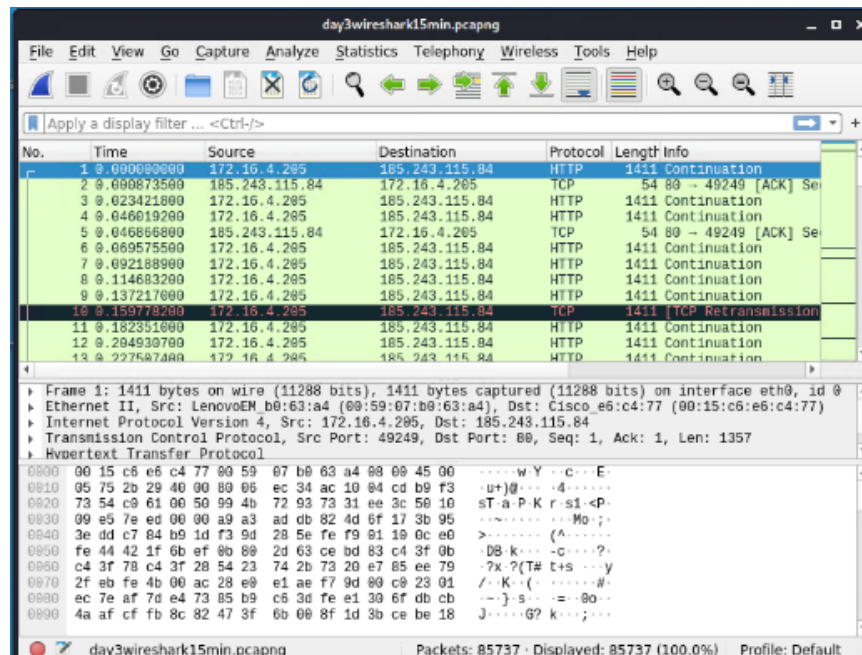 day3wireshark15min.pcapng
File Edit View Go Capture Analyze Statistics Telephony Wireless Tools Help
Apply a display filter ... <Ctrl-/>
No. Time Source Destination Protocol Length Info
1 0.000000000 172.16.4.205 185.243.115.84 HTTP 1411 Continuation
2 0.000873500 185.243.115.84 172.16.4.205 TCP 54 80 → 49249 [ACK] Se
3 0.023421800 172.16.4.205 185.243.115.84 HTTP 1411 Continuation
4 0.046019200 172.16.4.205 185.243.115.84 HTTP 1411 Continuation
5 0.046866800 185.243.115.84 172.16.4.205 TCP 54 80 → 49249 [ACK] Se
6 0.069575500 172.16.4.205 185.243.115.84 HTTP 1411 Continuation
7 0.092188900 172.16.4.205 185.243.115.84 HTTP 1411 Continuation
8 0.114683200 172.16.4.205 185.243.115.84 HTTP 1411 Continuation
9 0.137217000 172.16.4.205 185.243.115.84 HTTP 1411 Continuation
10 0.159778200 172.16.4.205 185.243.115.84 TCP 1411 [TCP Retransmission
11 0.182351000 172.16.4.205 185.243.115.84 HTTP 1411 Continuation
12 0.204930700 172.16.4.205 185.243.115.84 HTTP 1411 Continuation
13 0.227507400 172.16.4.205 185.243.115.84 HTTP 1411 Continuation
Frame 1: 1411 bytes on wire (11288 bits), 1411 bytes captured (11288 bits) on interface eth0, id 0
Ethernet II, Src: LenovoEM_b0:63:a4 (00:59:07:b0:63:a4), Dst: Cisco_e6:c4:77 (00:15:c6:e6:c4:77)
Internet Protocol Version 4, Src: 172.16.4.205, Dst: 185.243.115.84
Transmission Control Protocol, Src Port: 49249, Dst Port: 80, Seq: 1, Ack: 1, Len: 1357
Hypertext Transfer Protocol
0000 00 15 c6 e6 c4 77 00 59 07 b0 63 a4 08 00 45 00 ·····w·Y ··c···E·
0010 05 75 2b 29 40 00 80 06 ec 34 ac 10 04 cd b9 f3 ·u+)@··· ·4······
0020 73 54 c0 61 00 50 99 4b 72 93 73 31 ee 3c 50 10 sT·a·P·K r·s1·<P·
0030 09 e5 7e ed 00 00 a9 a3 ad db 82 4d 6f 17 3b 95 ··~····· ···Mo·;·
0040 3e dd c7 84 b9 1d f3 9d 28 5e fe f9 01 10 0c e0 >······· (^······
0050 fe 44 42 1f 6b ef 0b 80 2d 63 ce bd 83 c4 3f 0b ·DB·k··· -c····?·
0060 c4 3f 78 c4 3f 28 54 23 74 2b 73 20 e7 85 ee 79 ·?x·?(T# t+s ···y
0070 2f eb fe 4b 00 ac 28 e0 e1 ae f7 9d 00 c0 23 01 /··K··(· ······#·
0080 ec 7e af 7d e4 73 85 b9 c6 3d fe e1 30 6f db cb ·~·}·s·· ·=··0o··
0090 4a af cf fb 8c 82 47 3f 6b 00 8f 1d 3b ce be 18 J·····G? k···;···
day3wireshark15min.pcapng Packets: 85737 · Displayed: 85737 (100.0%) Profile: Default